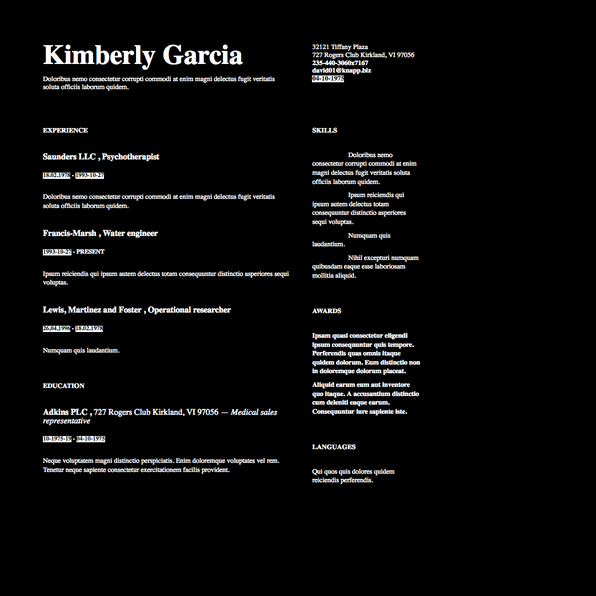 Kimberly Garcia
Doloribus nemo consectetur corrupti commodi at enim magni delectus fugit veritatis
soluta officiis laborum quidem.
32121 Tiffany Plaza
727 Rogers Club Kirkland, VI 97056
235-440-3060x7167
david01@knapp.biz
04-10-1975
EXPERIENCE
Saunders LLC , Psychotherapist
18.02.1978 - 1993-10-27
Doloribus nemo consectetur corrupti commodi at enim magni delectus fugit veritatis
soluta officiis laborum quidem.
Francis-Marsh , Water engineer
1993-10-27 - PRESENT
Ipsum reiciendis qui ipsum autem delectus totam consequuntur distinctio asperiores sequi
voluptas.
Lewis, Martinez and Foster , Operational researcher
26.04.1996 - 18.02.1978
Numquam quis laudantium.
EDUCATION
Adkins PLC , 727 Rogers Club Kirkland, VI 97056 — Medical sales
representative
10-1975-19 - 04-10-1975
Neque voluptatem magni distinctio perspiciatis. Enim doloremque voluptates vel rem.
Tenetur neque sapiente consectetur exercitationem facilis provident.
SKILLS
Doloribus nemo
consectetur corrupti commodi at enim
magni delectus fugit veritatis soluta
officiis laborum quidem.
Ipsum reiciendis qui
ipsum autem delectus totam
consequuntur distinctio asperiores
sequi voluptas.
Numquam quis
laudantium.
Nihil excepturi numquam
quibusdam eaque esse laboriosam
mollitia aliquid.
AWARDS
Ipsum quasi consectetur eligendi
ipsum consequuntur quis tempore.
Perferendis quas omnis itaque
quidem dolorum. Eum distinctio non
in doloremque dolorum placeat.
Aliquid earum eum aut inventore
quo itaque. A accusantium distinctio
cum deleniti eaque earum.
Consequuntur iure sapiente iste.
LANGUAGES
Qui quos quis dolores quidem
reiciendis perferendis.